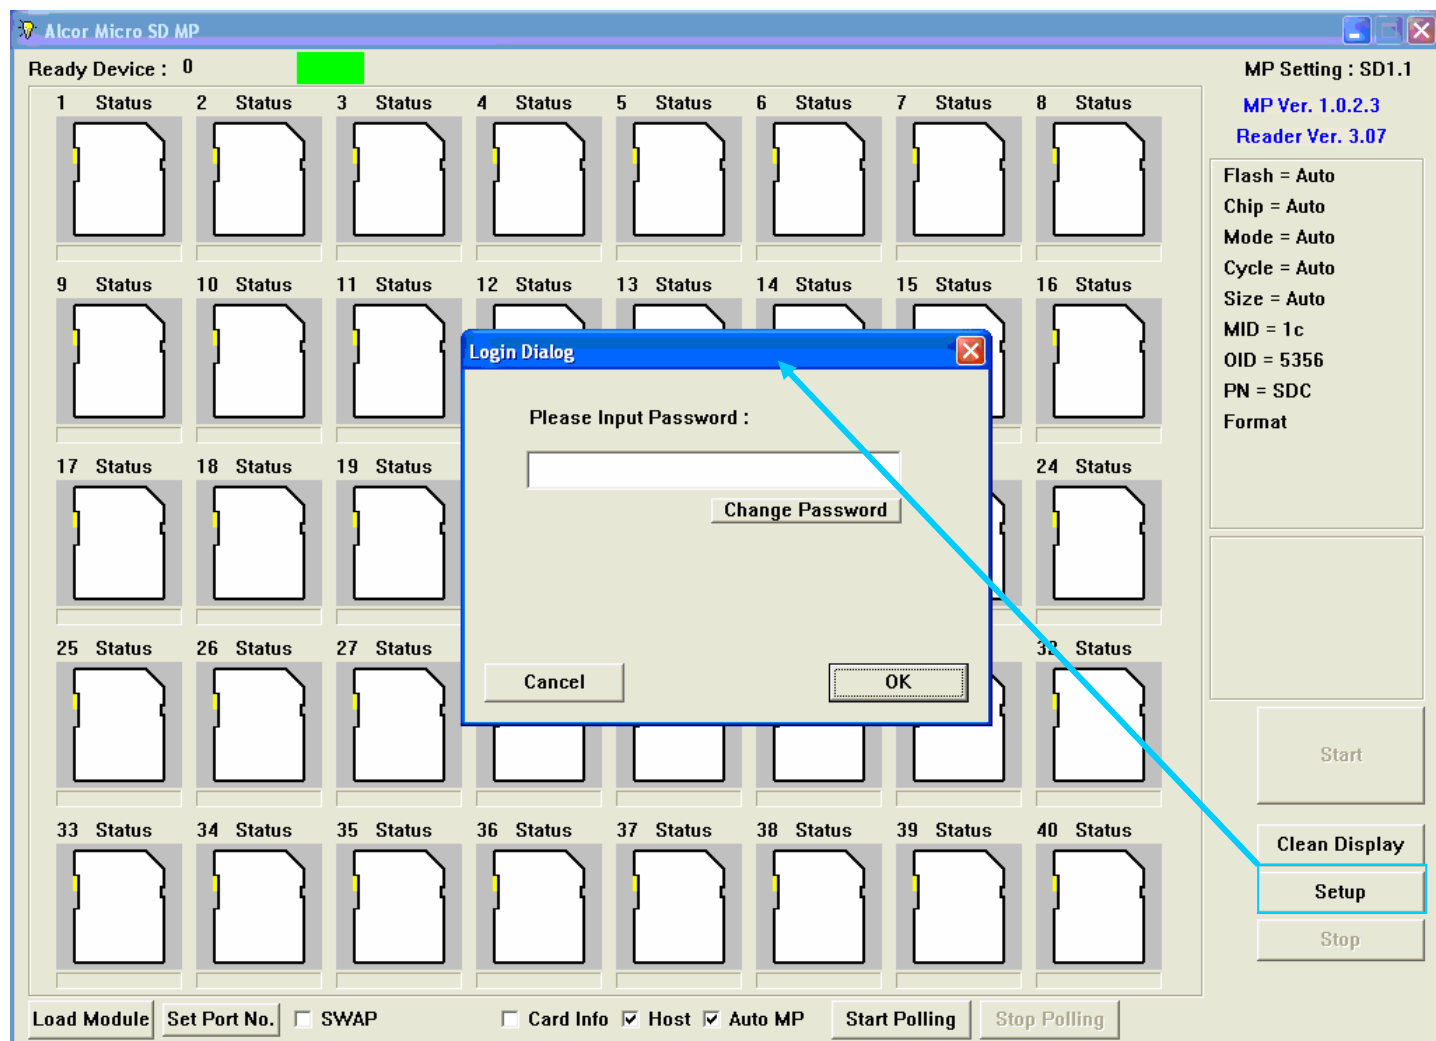 Alcor Micro SD MP
Ready Device : 0
MP Setting : SD1.1
MP Ver. 1.0.2.3
Reader Ver. 3.07
1 Status 2 Status 3 Status 4 Status 5 Status 6 Status 7 Status 8 Status
Flash = Auto
Chip = Auto
Mode = Auto
Cycle = Auto
Size = Auto
MID = 1c
OID = 5356
PN = SDC
Format
9 Status 10 Status 11 Status 12 Status 13 Status 14 Status 15 Status 16 Status
Login Dialog
Please Input Password :
Change Password
Cancel OK
17 Status 18 Status 19 Status 24 Status
25 Status 26 Status 27 Status 32 Status
33 Status 34 Status 35 Status 36 Status 37 Status 38 Status 39 Status 40 Status
Start
Clean Display
Setup
Stop
Load Module Set Port No. SWAP Card Info Host Auto MP Start Polling Stop Polling